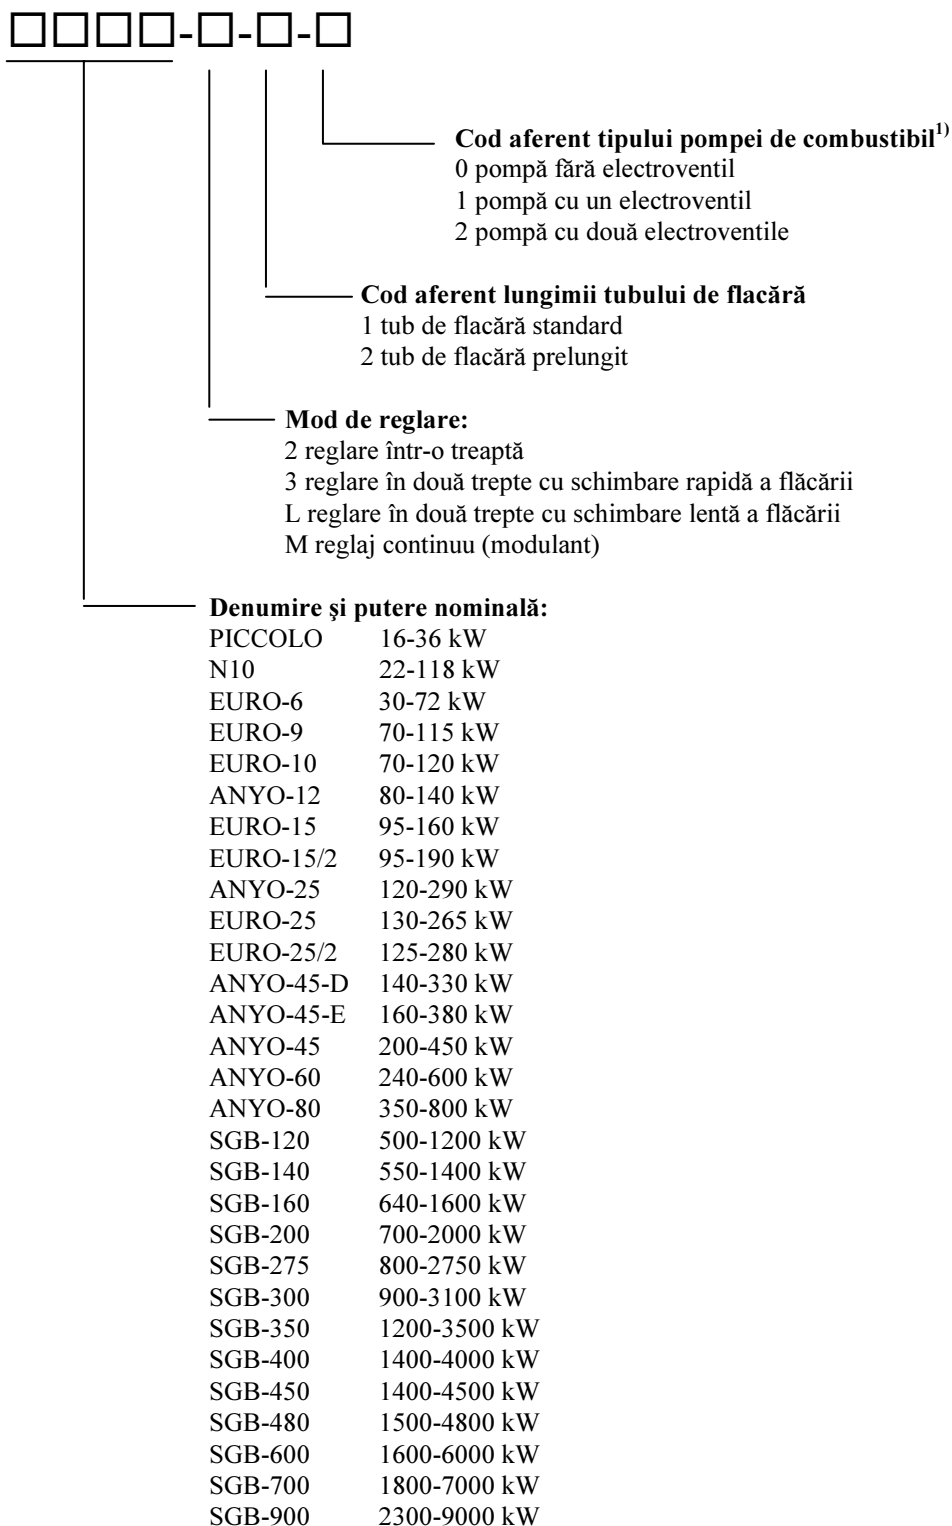 □□□□-□-□-□
Cod aferent tipului pompei de combustibil1)
0 pompă fără electroventil
1 pompă cu un electroventil
2 pompă cu două electroventile
Cod aferent lungimii tubului de flacără
1 tub de flacără standard
2 tub de flacără prelungit
Mod de reglare:
2 reglare într-o treaptă
3 reglare în două trepte cu schimbare rapidă a flăcării
L reglare în două trepte cu schimbare lentă a flăcării
M reglaj continuu (modulant)
Denumire şi putere nominală:
PICCOLO 16-36 kW
N10 22-118 kW
EURO-6 30-72 kW
EURO-9 70-115 kW
EURO-10 70-120 kW
ANYO-12 80-140 kW
EURO-15 95-160 kW
EURO-15/2 95-190 kW
ANYO-25 120-290 kW
EURO-25 130-265 kW
EURO-25/2 125-280 kW
ANYO-45-D 140-330 kW
ANYO-45-E 160-380 kW
ANYO-45 200-450 kW
ANYO-60 240-600 kW
ANYO-80 350-800 kW
SGB-120 500-1200 kW
SGB-140 550-1400 kW
SGB-160 640-1600 kW
SGB-200 700-2000 kW
SGB-275 800-2750 kW
SGB-300 900-3100 kW
SGB-350 1200-3500 kW
SGB-400 1400-4000 kW
SGB-450 1400-4500 kW
SGB-480 1500-4800 kW
SGB-600 1600-6000 kW
SGB-700 1800-7000 kW
SGB-900 2300-9000 kW